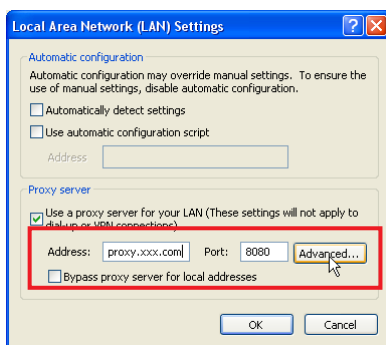 Local Area Network (LAN) Settings
Automatic configuration
Automatic configuration may override manual settings. To ensure the
use of manual settings, disable automatic configuration.
Automatically detect settings
Use automatic configuration script
Address
Proxy server
Use a proxy server for your LAN (These settings will not apply to
dial-up or VPN connections)
Address: proxy.xxx.com Port: 8080 Advanced...
Bypass proxy server for local addresses
OK Cancel